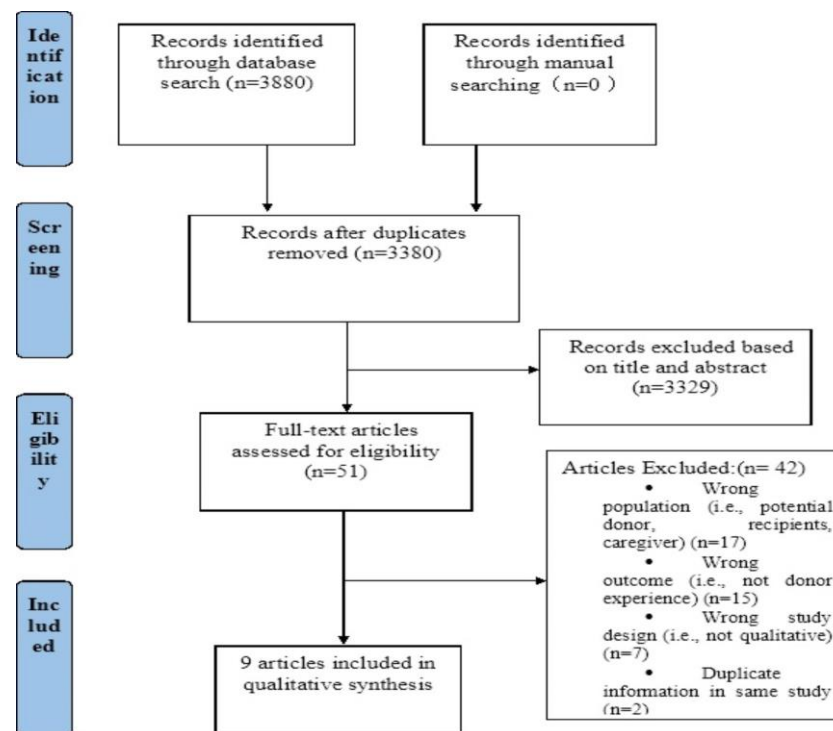 Ide
ntif
icat
ion
Records identified
through database
search (n=3880)
Records identified
through manual
searching（n=0 ）
Scr
een
ing
Records after duplicates
removed (n=3380)
Records excluded based
on title and abstract
(n=3329)
Eli
gib
ilit
y
Full-text articles
assessed for eligibility
(n=51)
Articles Excluded:(n= 42)
• Wrong
population (i.e., potential
donor, recipients,
caregiver) (n=17)
• Wrong
outcome (i.e., not donor
experience) (n=15)
• Wrong study
design (i.e., not qualitative)
(n=7)
• Duplicate
information in same study
(n=2)
Inc
lud
ed
9 articles included in
qualitative synthesis